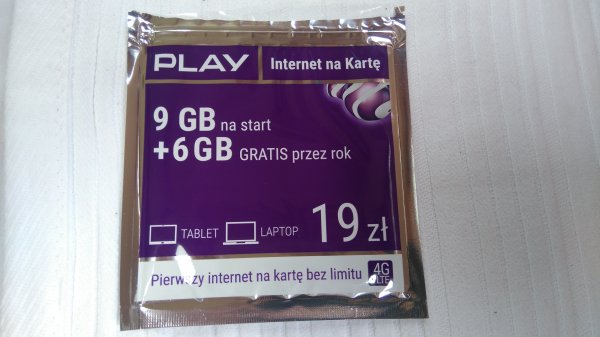 PLAY
Internet na Kartę
9 GB na start
+6 GB GRATIS przez rok
TABLET
LAPTOP
19 zł
Pierwszy internet na kartę bez limitu
4G
LTE